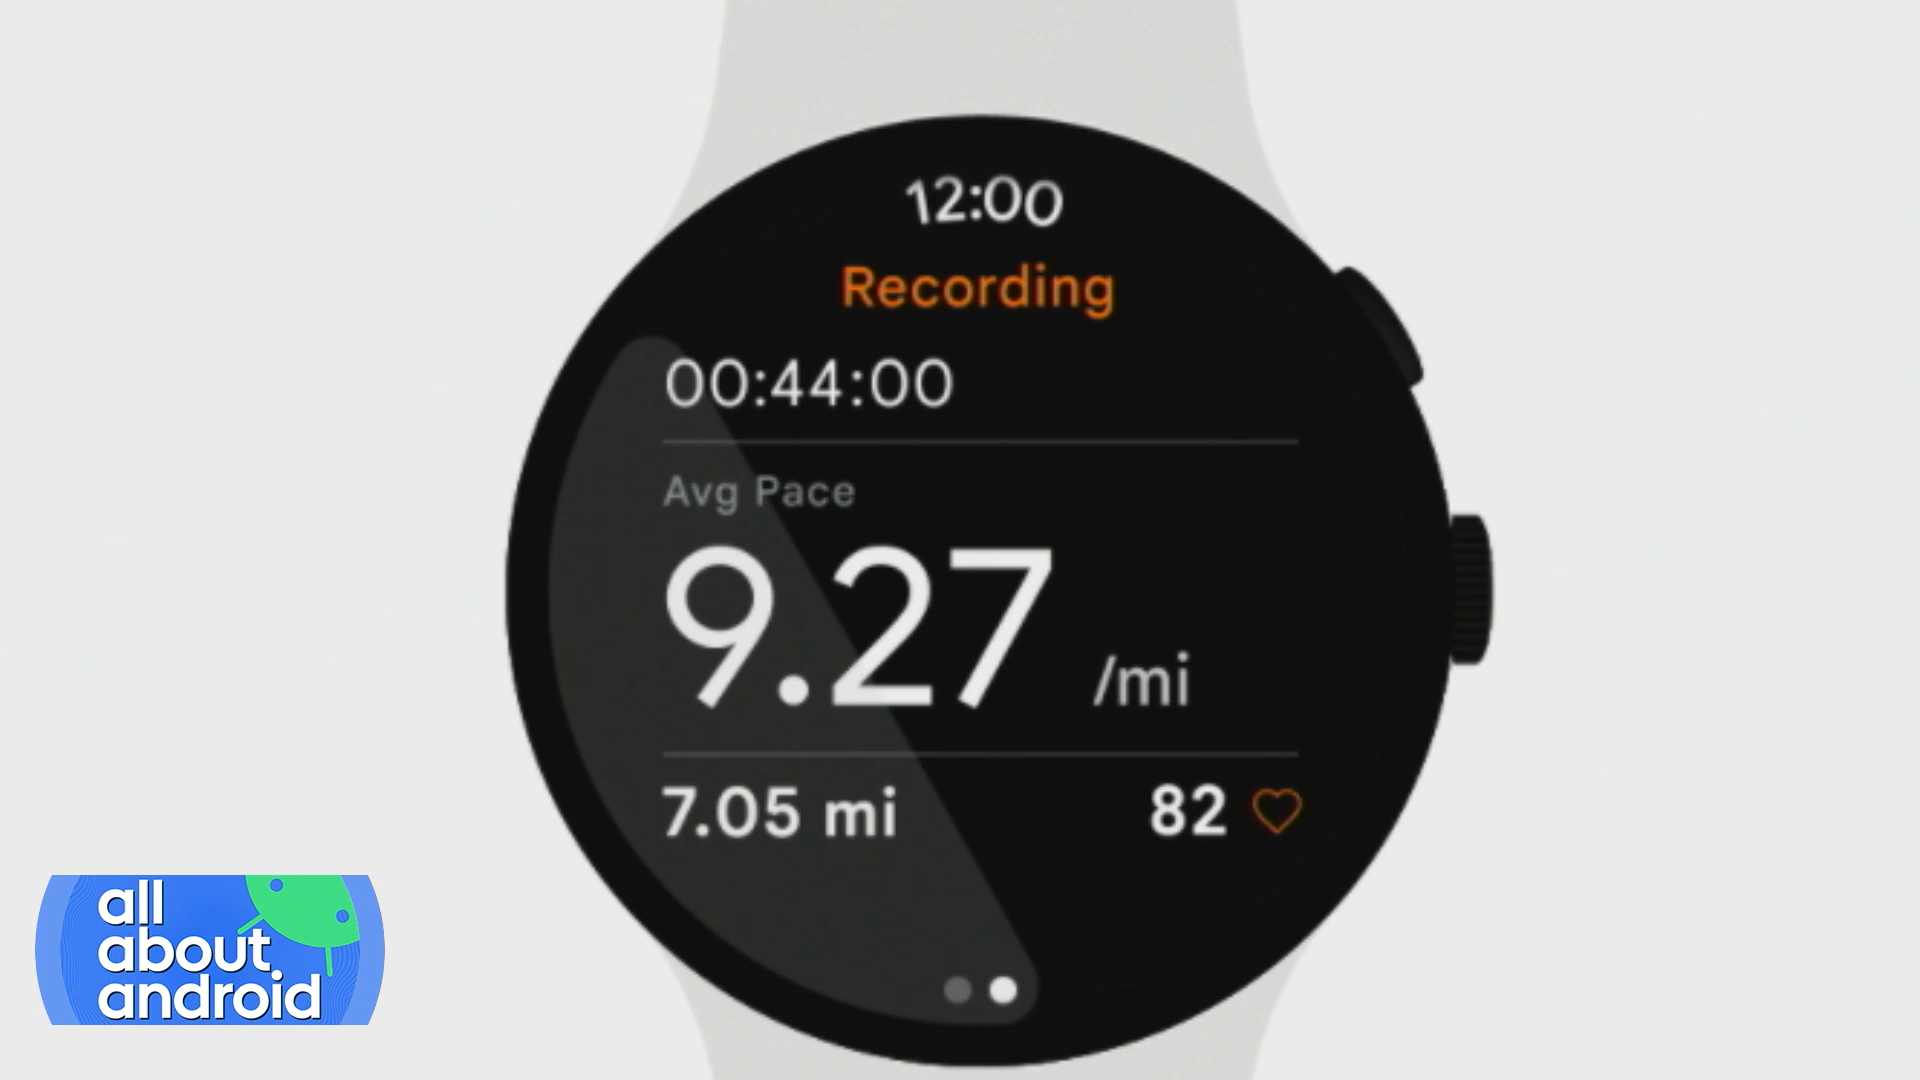 12:00
Recording
00:44:00
Avg Pace
9.27 /mi
7.05 mi 82
all
about
android